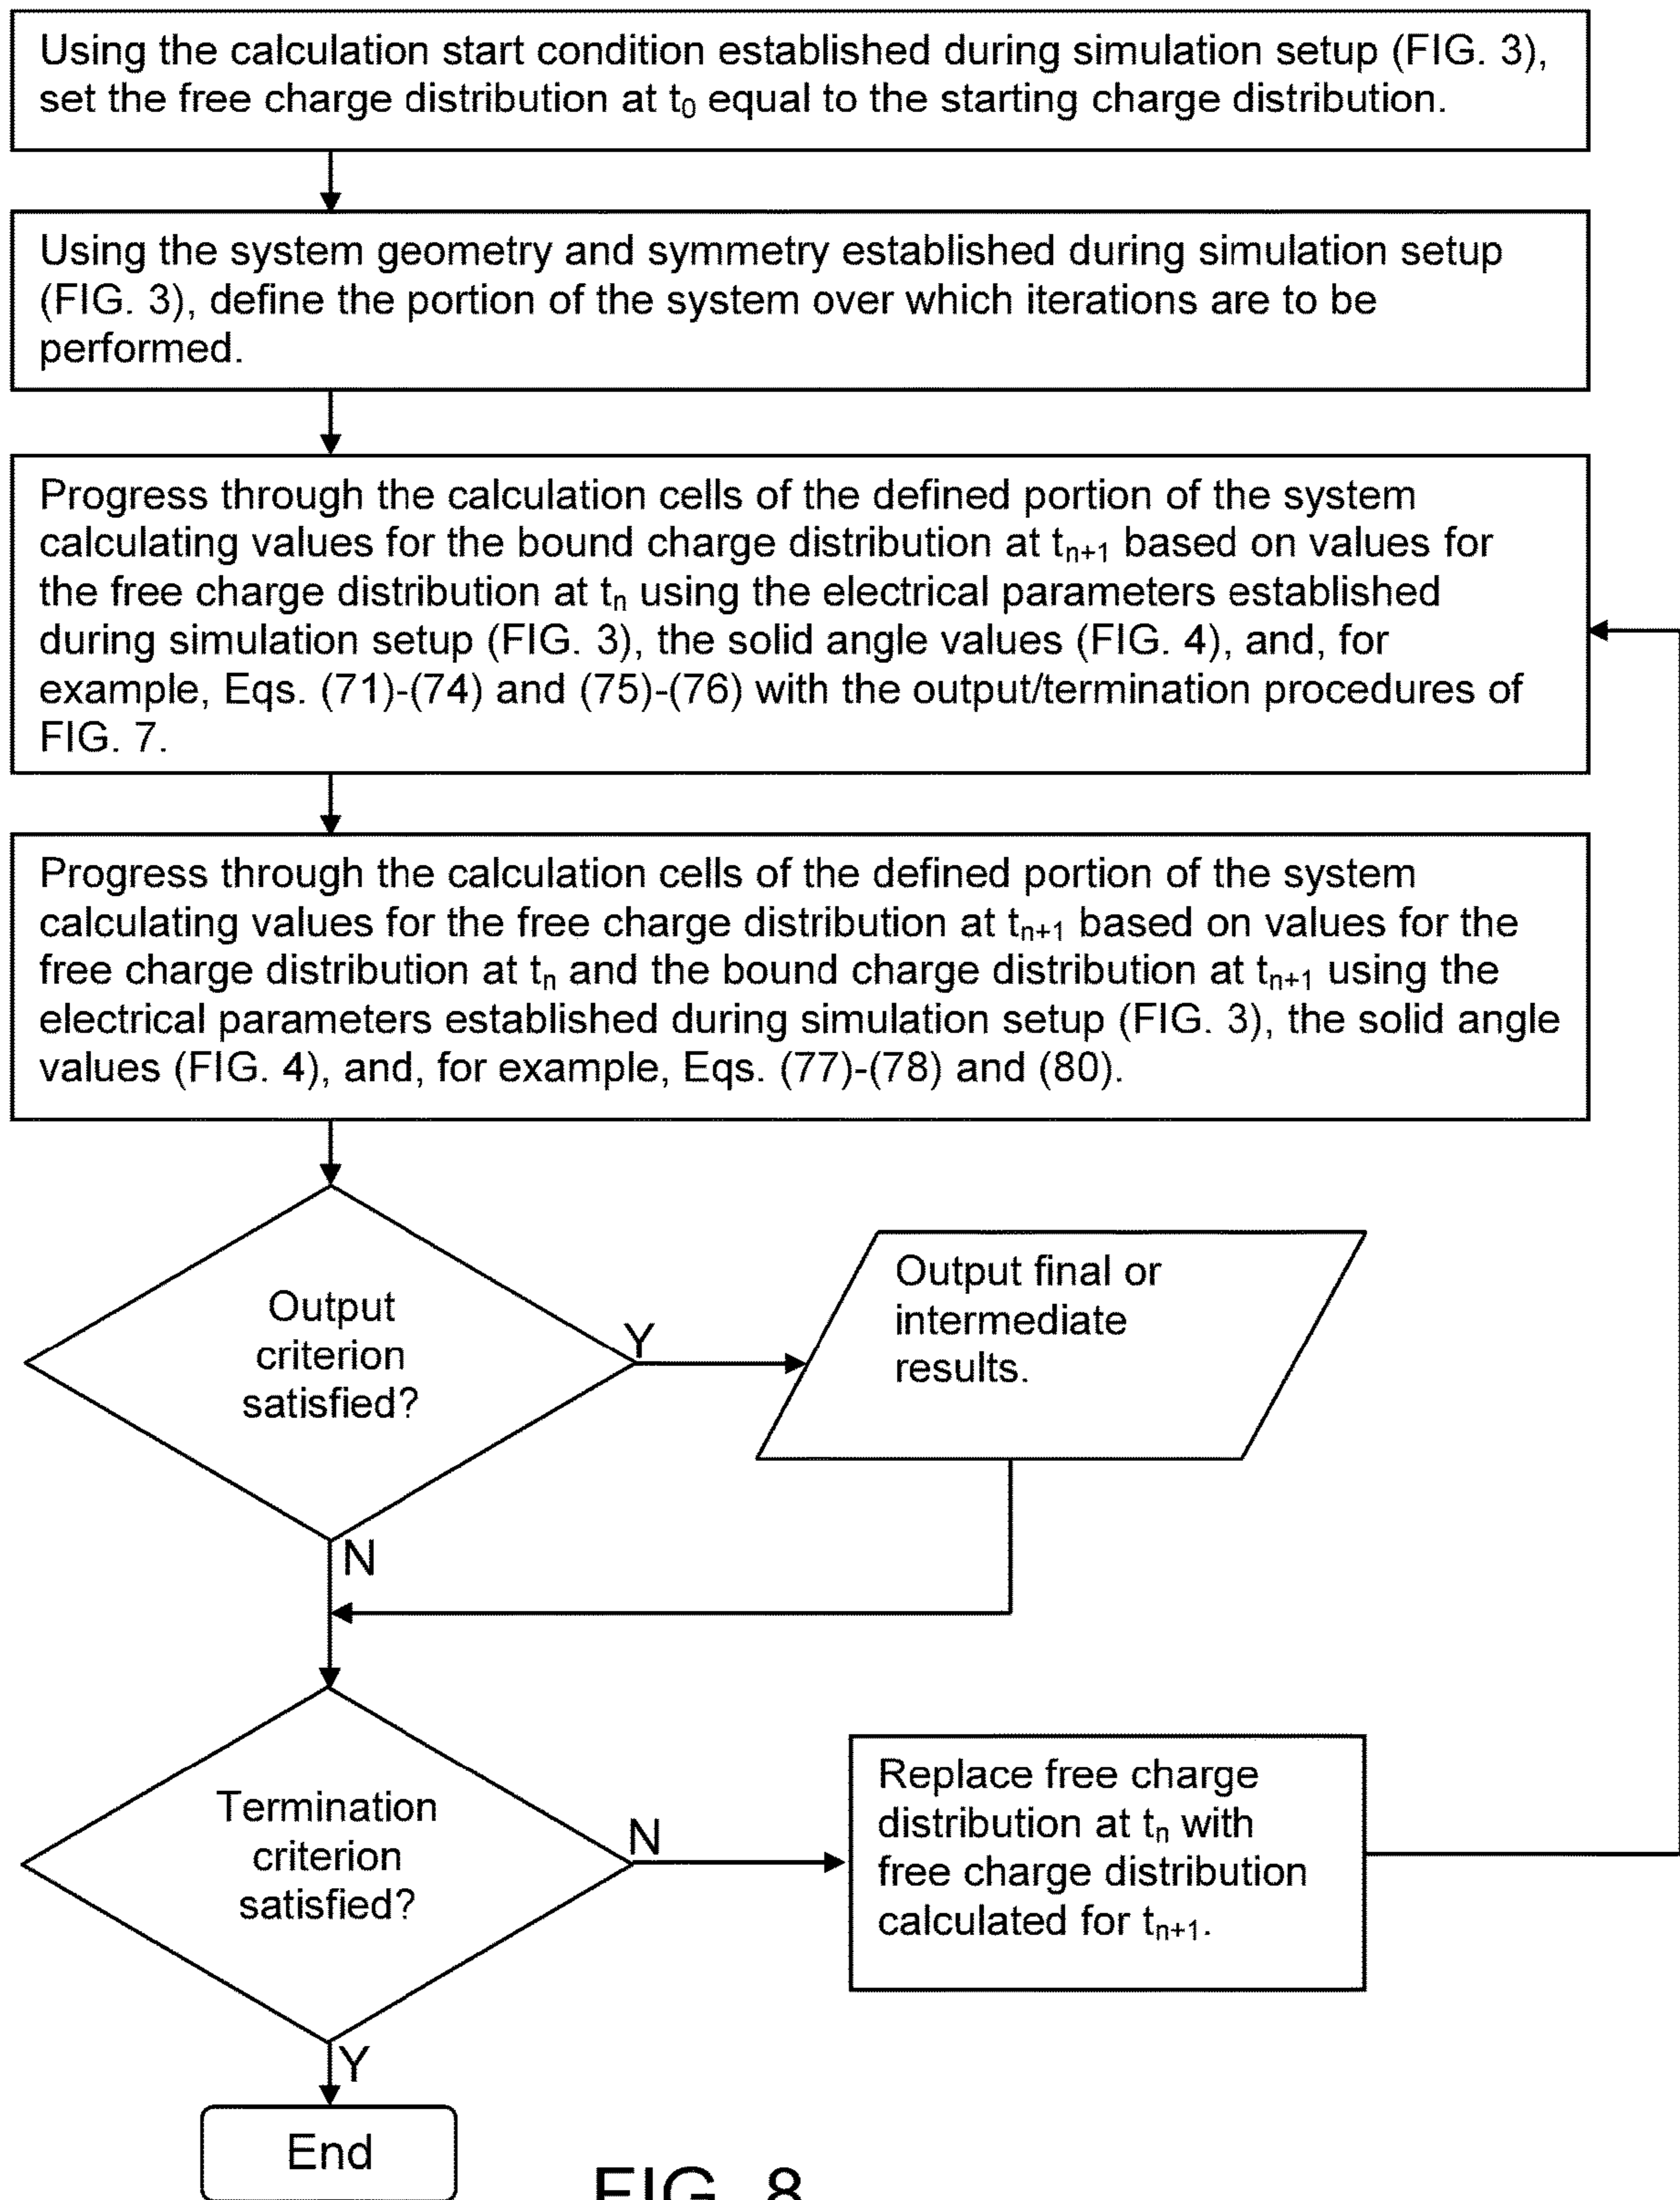 Using the calculation start condition established during simulation setup (FIG. 3),
set the free charge distribution at t₀ equal to the starting charge distribution.
Using the system geometry and symmetry established during simulation setup
(FIG. 3), define the portion of the system over which iterations are to be
performed.
Progress through the calculation cells of the defined portion of the system
calculating values for the bound charge distribution at tₙ₊₁ based on values for
the free charge distribution at tₙ using the electrical parameters established
during simulation setup (FIG. 3), the solid angle values (FIG. 4), and, for
example, Eqs. (71)-(74) and (75)-(76) with the output/termination procedures of
FIG. 7.
Progress through the calculation cells of the defined portion of the system
calculating values for the free charge distribution at tₙ₊₁ based on values for the
free charge distribution at tₙ and the bound charge distribution at tₙ₊₁ using the
electrical parameters established during simulation setup (FIG. 3), the solid angle
values (FIG. 4), and, for example, Eqs. (77)-(78) and (80).
Output
criterion
satisfied?
Y
Output final or
intermediate
results.
N
Termination
criterion
satisfied?
N
Replace free charge
distribution at tₙ with
free charge distribution
calculated for tₙ₊₁.
Y
End
FIG. 8